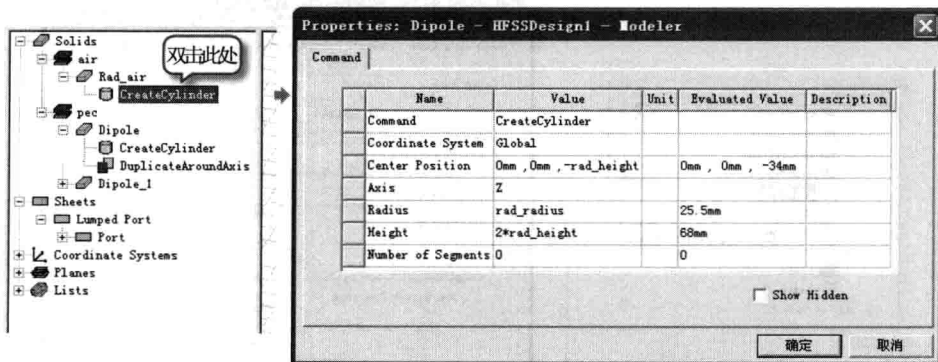 Solids
air
双击此处
Rad_air
CreateCylinder
pec
Dipole
CreateCylinder
DuplicateAroundAxis
Dipole_1
Sheets
Lumped Port
Port
Coordinate Systems
Planes
Lists
Properties: Dipole - HFSSDesign1 - Modeler
Command
Name Value Unit Evaluated Value Description
Command CreateCylinder
Coordinate System Global
Center Position 0mm ,0mm ,-rad_height 0mm , 0mm , -34mm
Axis Z
Radius rad_radius 25.5mm
Height 2*rad_height 68mm
Number of Segments 0 0
Show Hidden
确定 取消